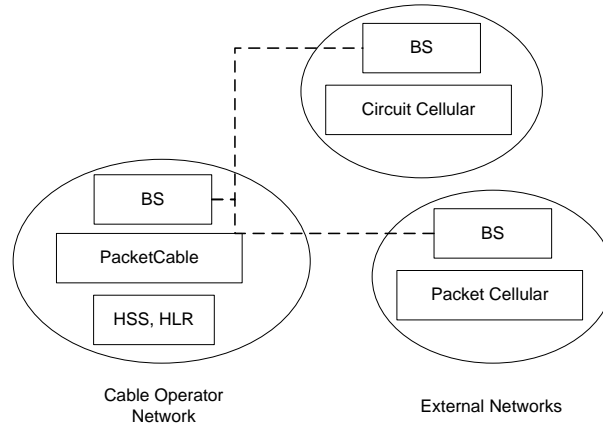 BS
Circuit Cellular
BS
PacketCable
HSS, HLR
BS
Packet Cellular
Cable Operator
Network
External Networks